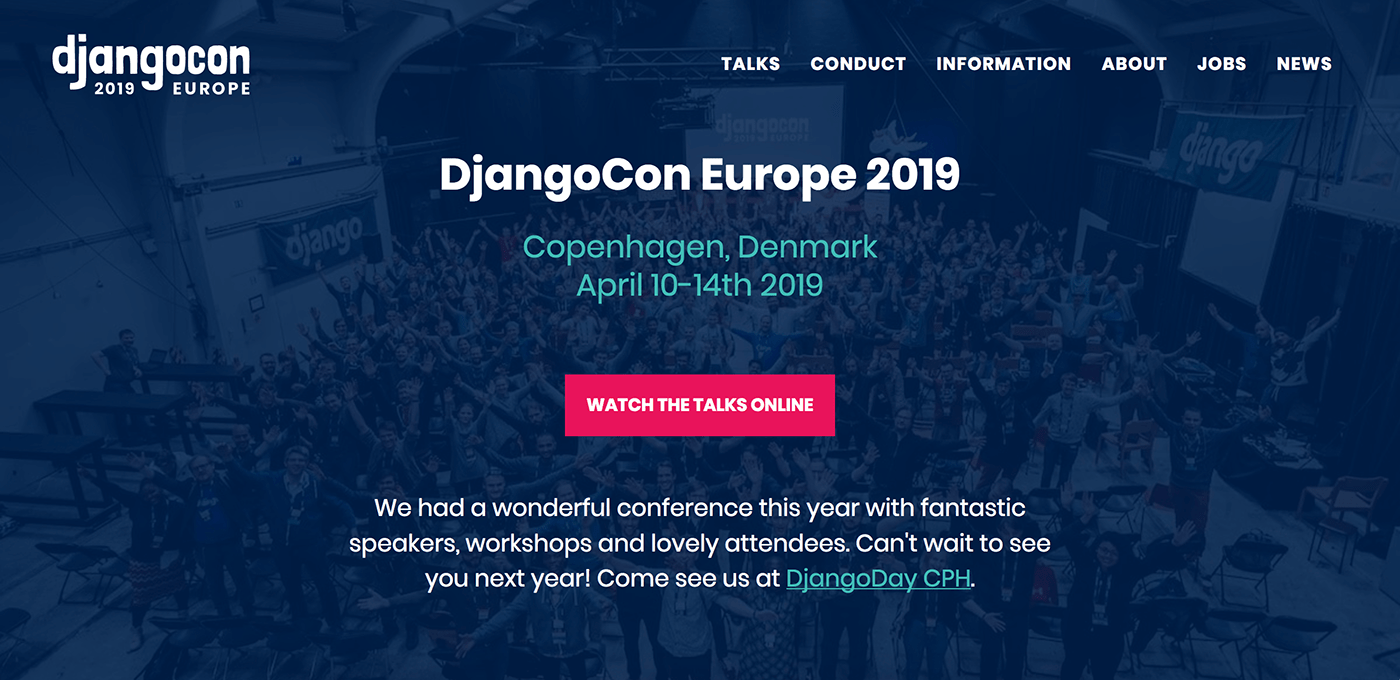 djangocon
2019 EUROPE
TALKS CONDUCT INFORMATION ABOUT JOBS NEWS
djangocon
EUROPE
django
django
DjangoCon Europe 2019
Copenhagen, Denmark
April 10-14th 2019
WATCH THE TALKS ONLINE
We had a wonderful conference this year with fantastic
speakers, workshops and lovely attendees. Can't wait to see
you next year! Come see us at DjangoDay CPH.